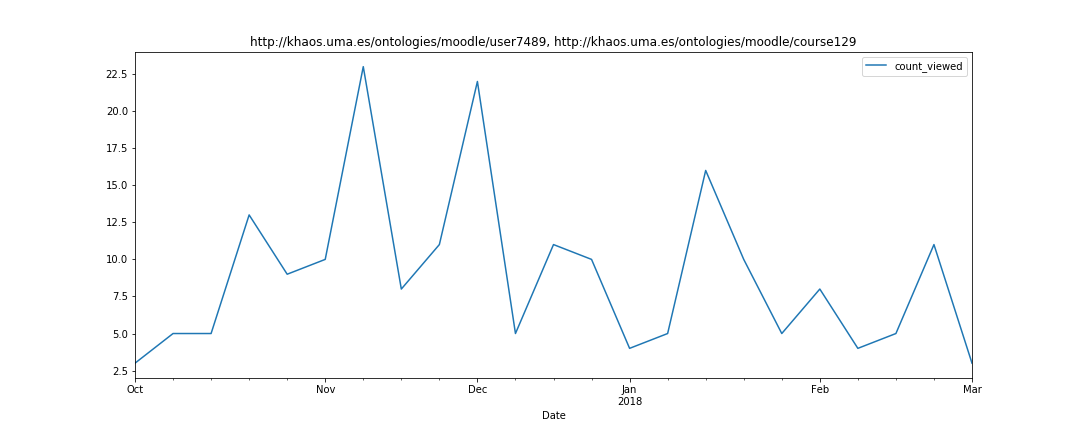 http://khaos.uma.es/ontologies/moodle/user7489, http://khaos.uma.es/ontologies/moodle/course129
count_viewed
22.5
20.0
17.5
15.0
12.5
10.0
7.5
5.0
2.5
Oct Nov Dec Jan Feb Mar
2018
Date